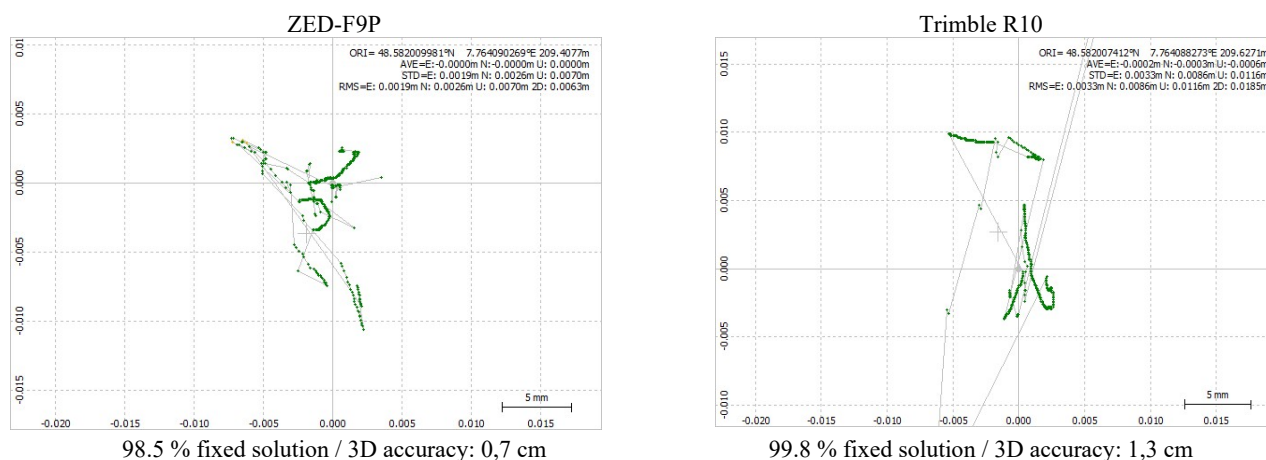 ZED-F9P
ORI= 48.582009981°N 7.764090269°E 209.4077m
AVE=E:-0.0000m N:-0.0000m U: 0.0000m
STD=E: 0.0019m N: 0.0026m U: 0.0070m
RMS=E: 0.0019m N: 0.0026m U: 0.0070m 2D: 0.0063m
0.01
0.005
0.000
-0.005
-0.010
-0.015
5 mm
-0.020 -0.015 -0.010 -0.005 0.000 0.005 0.010 0.015
98.5 % fixed solution / 3D accuracy: 0,7 cm
Trimble R10
ORI= 48.582007412°N 7.764088273°E 209.6271m
AVE=E:-0.0002m N:-0.0003m U:-0.0006m
STD=E: 0.0033m N: 0.0086m U: 0.0116m
RMS=E: 0.0033m N: 0.0086m U: 0.0116m 2D: 0.0185m
0.015
0.010
0.005
0.000
-0.005
-0.010
5 mm
-0.020 -0.015 -0.010 -0.005 0.000 0.005 0.010 0.015
99.8 % fixed solution / 3D accuracy: 1,3 cm